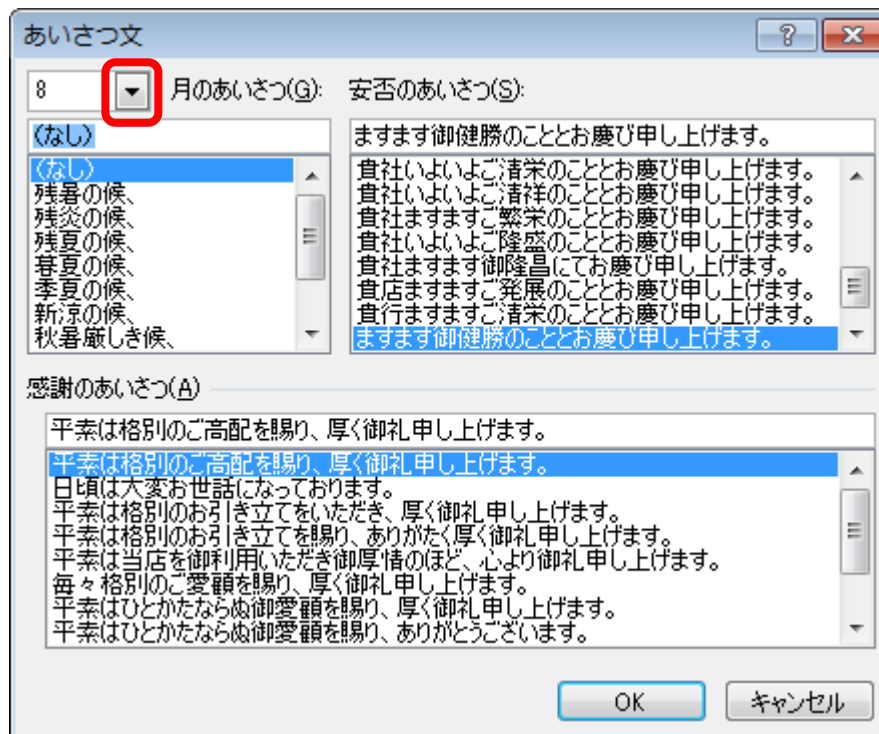 あいさつ文
8 月のあいさつ(G):
(なし)
(なし)
残暑の候、
残炎の候、
残夏の候、
暮夏の候、
季夏の候、
新涼の候、
秋暑厳しき候、
安否のあいさつ(S):
ますます御健勝のこととお慶び申し上げます。
貴社いよいよご清栄のこととお慶び申し上げます。
貴社いよいよご清祥のこととお慶び申し上げます。
貴社ますますご繁栄のこととお慶び申し上げます。
貴社いよいよご隆盛のこととお慶び申し上げます。
貴社ますます御隆昌にてお慶び申し上げます。
貴店ますますご発展のこととお慶び申し上げます。
貴行ますますご清栄のこととお慶び申し上げます。
ますます御健勝のこととお慶び申し上げます。
感謝のあいさつ(A)
平素は格別のご高配を賜り、厚く御礼申し上げます。
平素は格別のご高配を賜り、厚く御礼申し上げます。
日頃は大変お世話になっております。
平素は格別のお引き立てをいただき、厚く御礼申し上げます。
平素は格別のお引き立てを賜り、ありがたく厚く御礼申し上げます。
平素は当店を御利用いただき御厚情のほど、心より御礼申し上げます。
毎々格別のご愛顧を賜り、厚く御礼申し上げます。
平素はひとかたならぬ御愛顧を賜り、厚く御礼申し上げます。
平素はひとかたならぬ御愛顧を賜り、ありがとうございます。
OK キャンセル